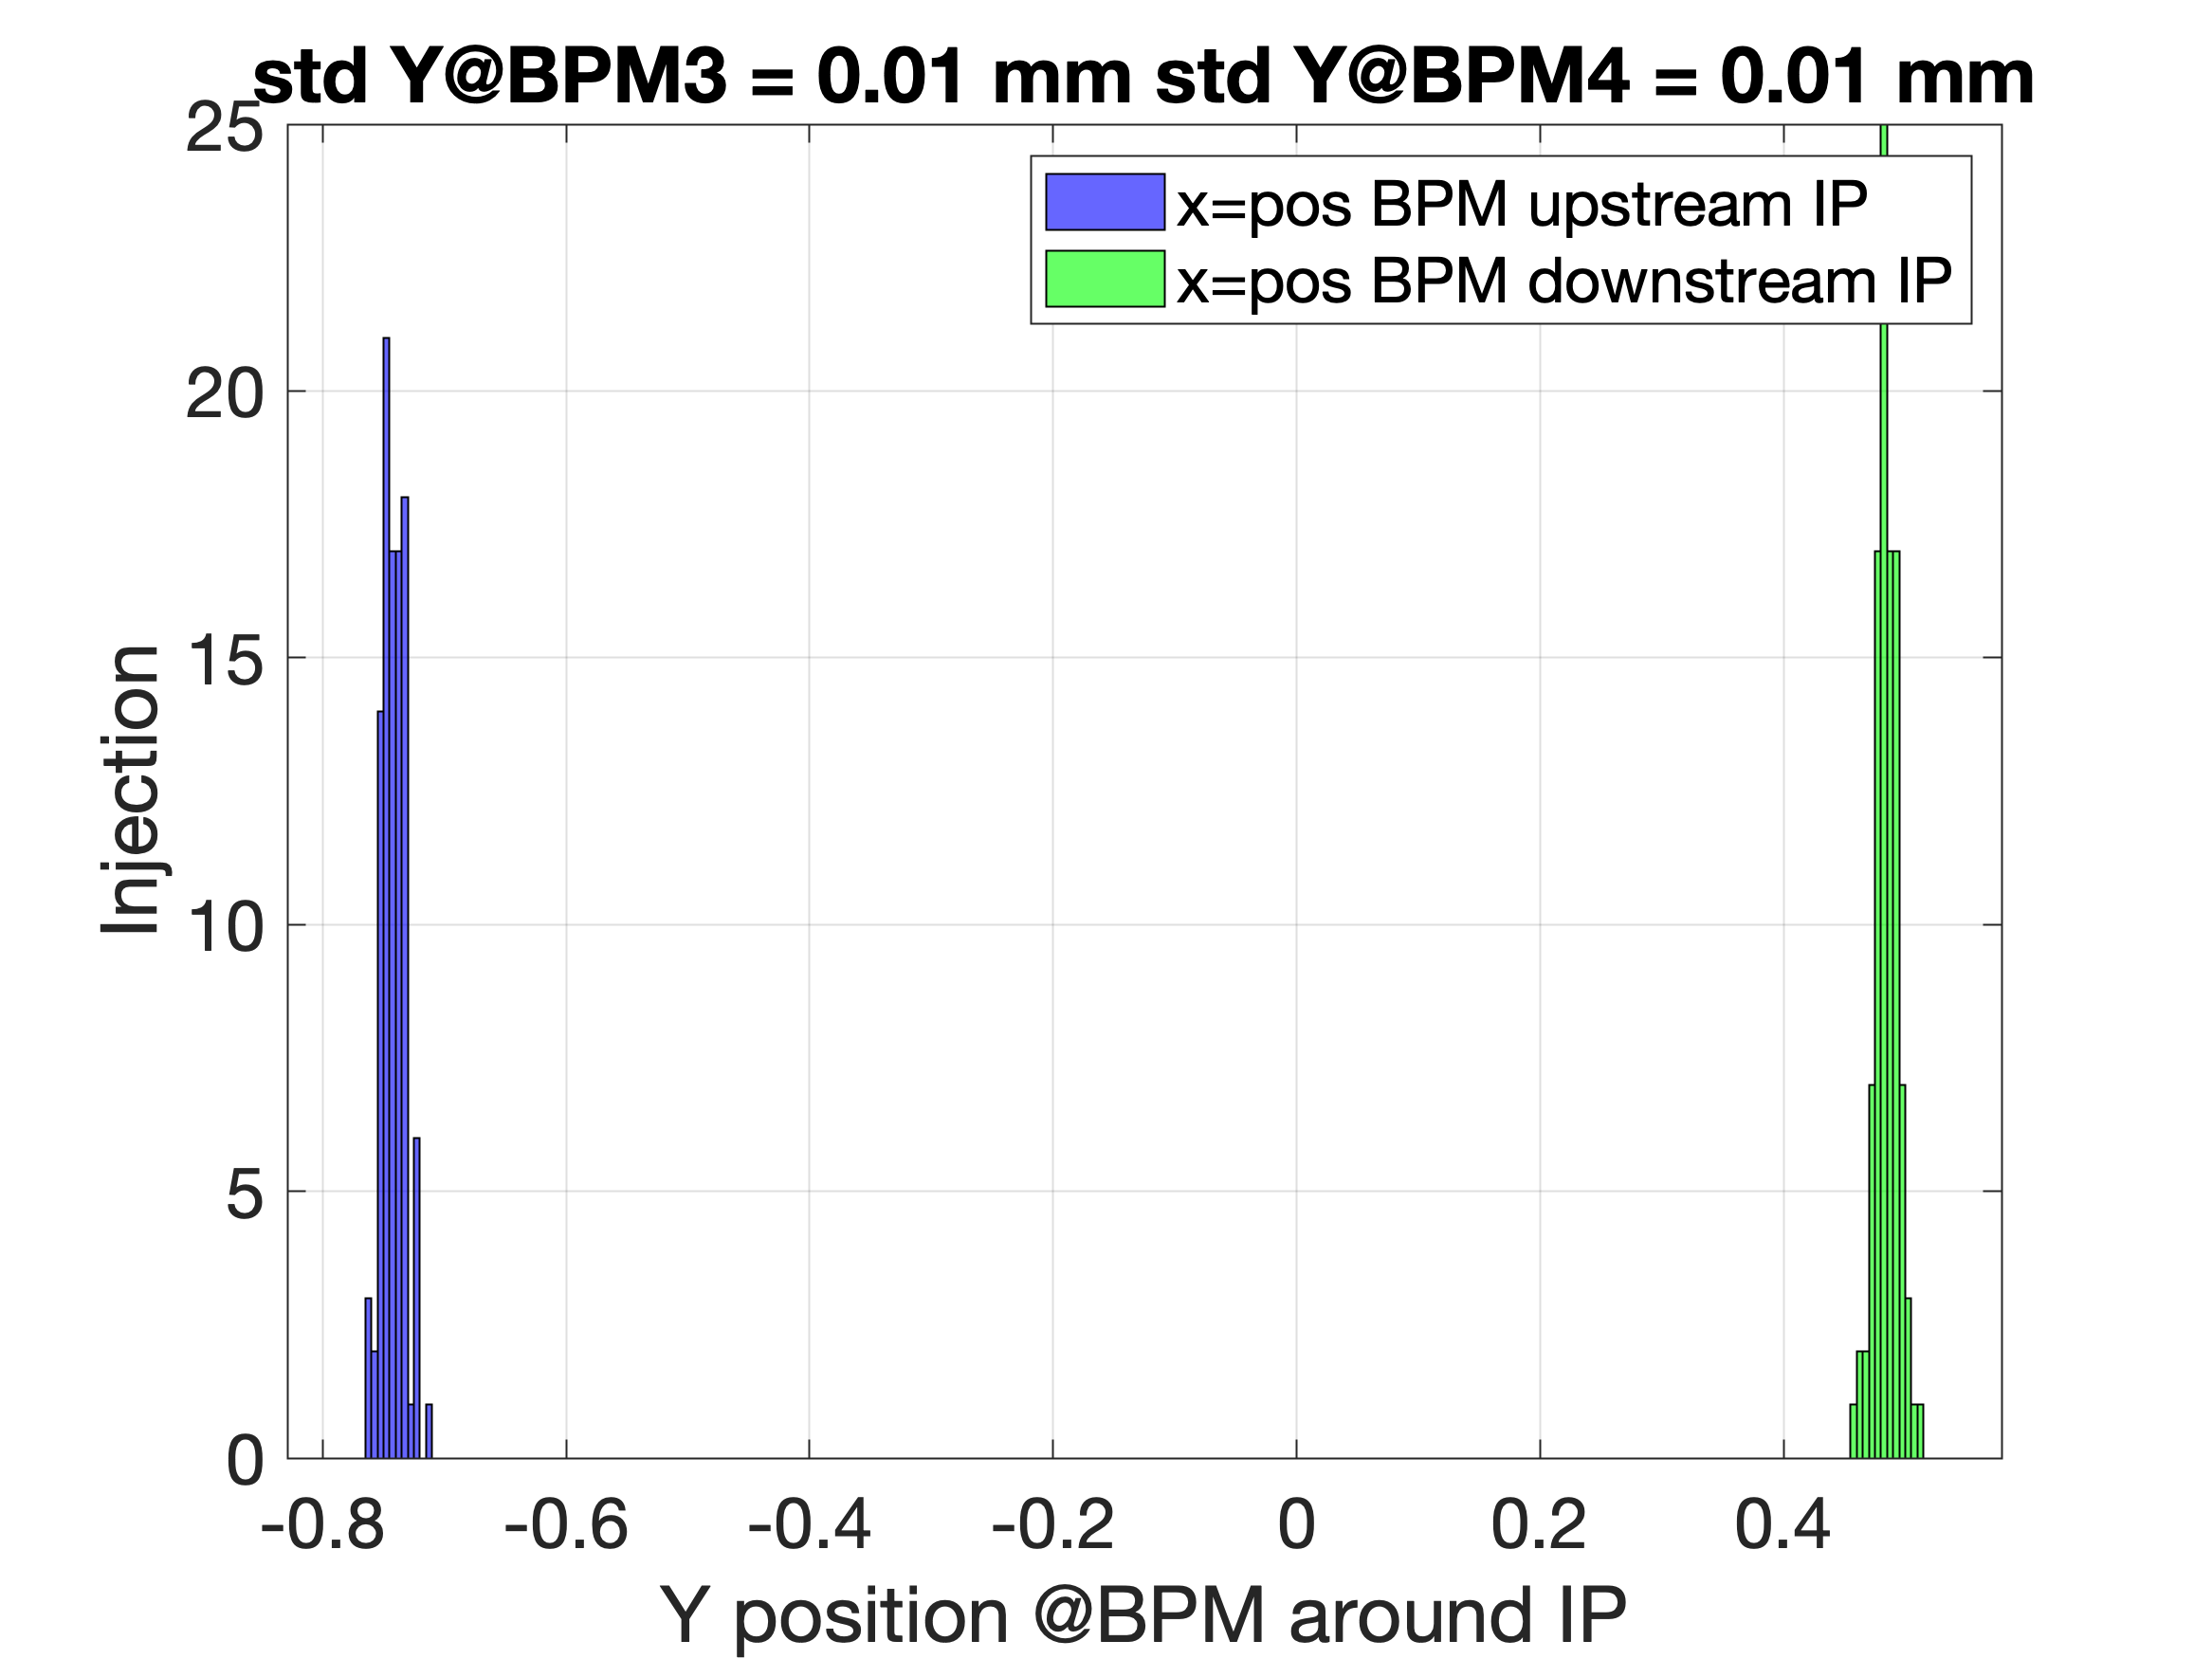 std Y@BPM3 = 0.01 mm std Y@BPM4 = 0.01 mm
25
x=pos BPM upstream IP
x=pos BPM downstream IP
20
15
Injection
10
5
0
-0.8 -0.6 -0.4 -0.2 0 0.2 0.4
Y position @BPM around IP